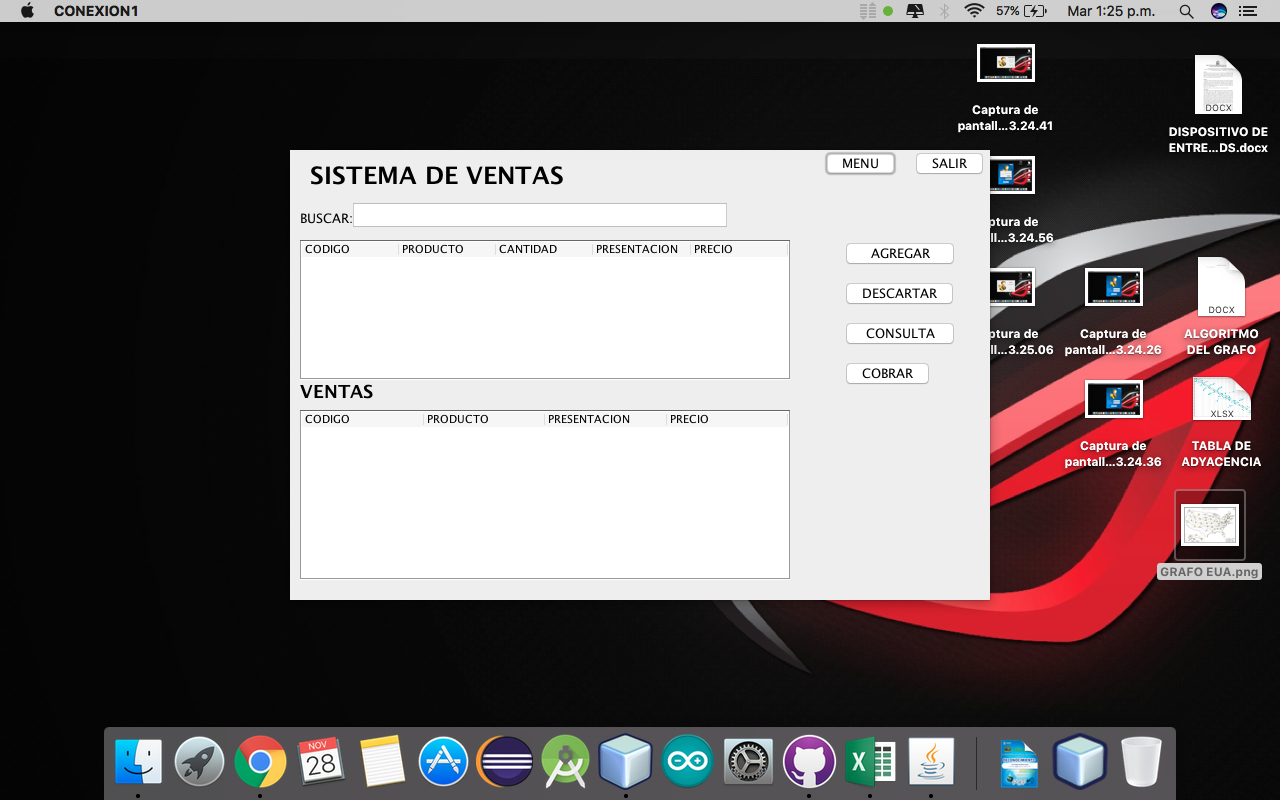 CONEXION1
57%
Mar 1:25 p.m.
SISTEMA DE VENTAS
MENU
SALIR
BUSCAR:
CODIGO PRODUCTO CANTIDAD PRESENTACION PRECIO
AGREGAR
DESCARTAR
CONSULTA
COBRAR
VENTAS
CODIGO PRODUCTO PRESENTACION PRECIO
Captura de
pantall...3.24.41
DOCX
DISPOSITIVO DE
ENTRE...DS.docx
ptura de
ll...3.24.56
ptura de
ll...3.25.06
Captura de
pantall...3.24.26
DOCX
ALGORITMO
DEL GRAFO
Captura de
pantall...3.24.36
XLSX
TABLA DE
ADYACENCIA
GRAFO EUA.png
NOV
28